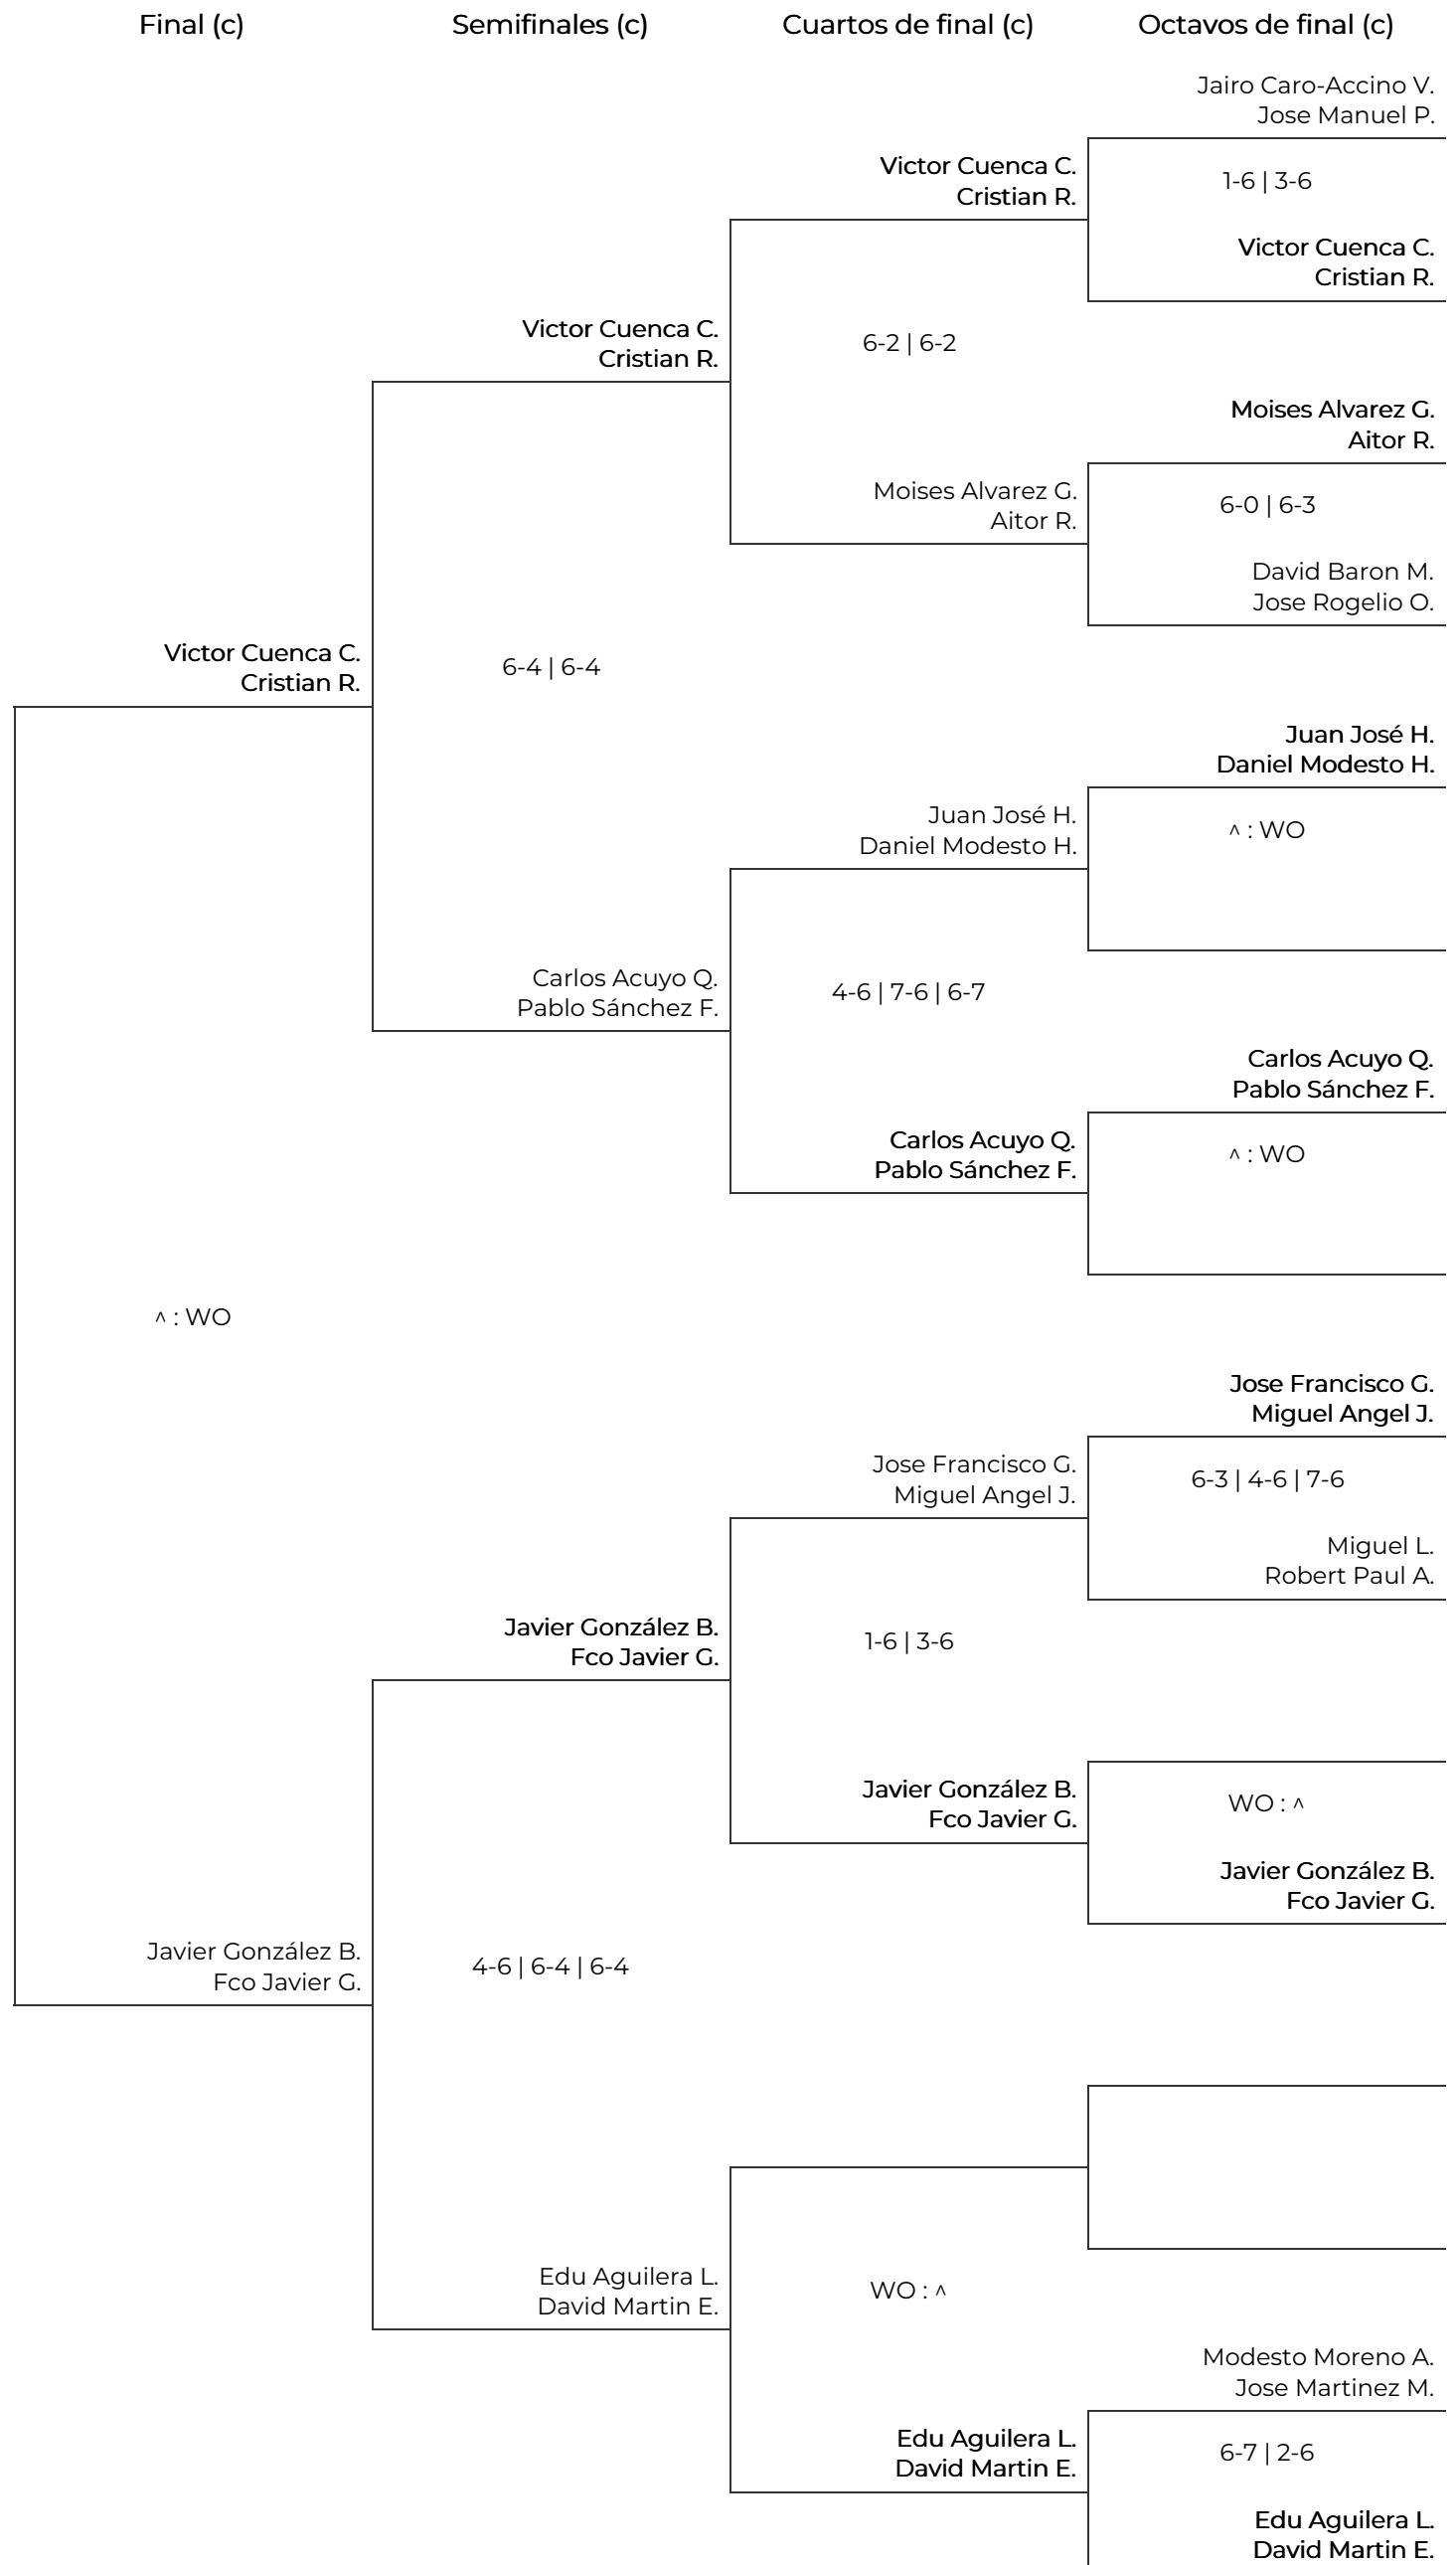 Final (c) Semifinales (c) Cuartos de final (c) Octavos de final (c)
Jairo Caro-Accino V.
Jose Manuel P.
Victor Cuenca C.
Cristian R.
1-6 | 3-6
Victor Cuenca C.
Cristian R.
Victor Cuenca C.
Cristian R.
6-2 | 6-2
Moises Alvarez G.
Aitor R.
Moises Alvarez G.
Aitor R.
6-0 | 6-3
David Baron M.
Jose Rogelio O.
Victor Cuenca C.
Cristian R.
6-4 | 6-4
Juan José H.
Daniel Modesto H.
Juan José H.
Daniel Modesto H.
^ : WO
Carlos Acuyo Q.
Pablo Sánchez F.
4-6 | 7-6 | 6-7
Carlos Acuyo Q.
Pablo Sánchez F.
Carlos Acuyo Q.
Pablo Sánchez F.
^ : WO
^ : WO
Jose Francisco G.
Miguel Angel J.
Jose Francisco G.
Miguel Angel J.
6-3 | 4-6 | 7-6
Miguel L.
Robert Paul A.
Javier González B.
Fco Javier G.
1-6 | 3-6
Javier González B.
Fco Javier G.
WO : ^
Javier González B.
Fco Javier G.
Javier González B.
Fco Javier G.
4-6 | 6-4 | 6-4
Edu Aguilera L.
David Martin E.
WO : ^
Modesto Moreno A.
Jose Martinez M.
Edu Aguilera L.
David Martin E.
6-7 | 2-6
Edu Aguilera L.
David Martin E.